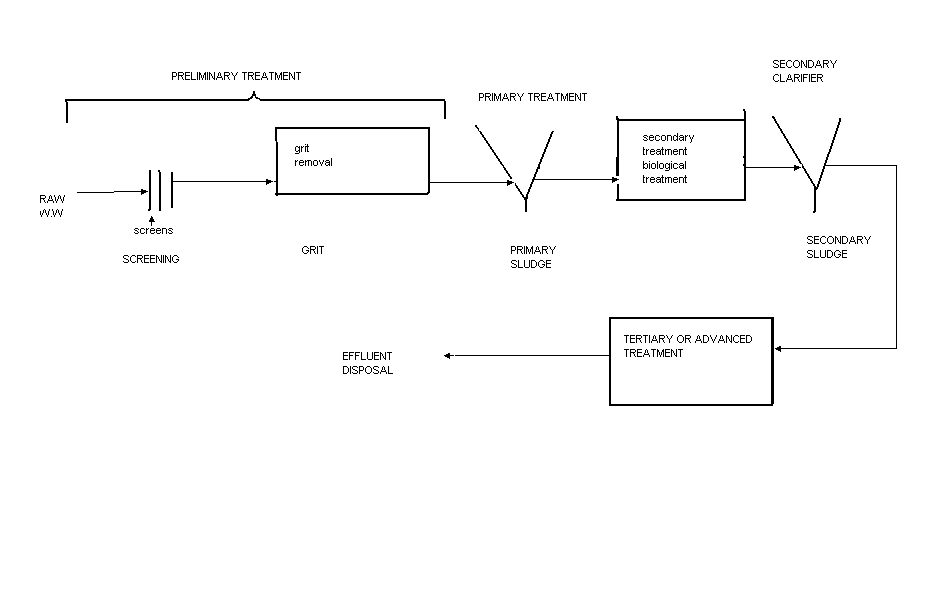 PRELIMINARY TREATMENT
PRIMARY TREATMENT
SECONDARY
CLARIFIER
grit
removal
secondary
treatment
biological
treatment
RAW
W.W
screens
SCREENING
GRIT
PRIMARY
SLUDGE
SECONDARY
SLUDGE
TERTIARY OR ADVANCED
TREATMENT
EFFLUENT
DISPOSAL